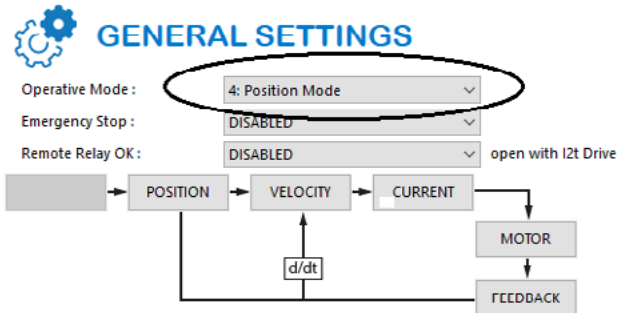 GENERAL SETTINGS
Operative Mode :
4: Position Mode
Emergency Stop :
DISABLED
Remote Relay OK :
DISABLED
open with I2t Drive
POSITION
VELOCITY
CURRENT
MOTOR
d/dt
FEEDBACK